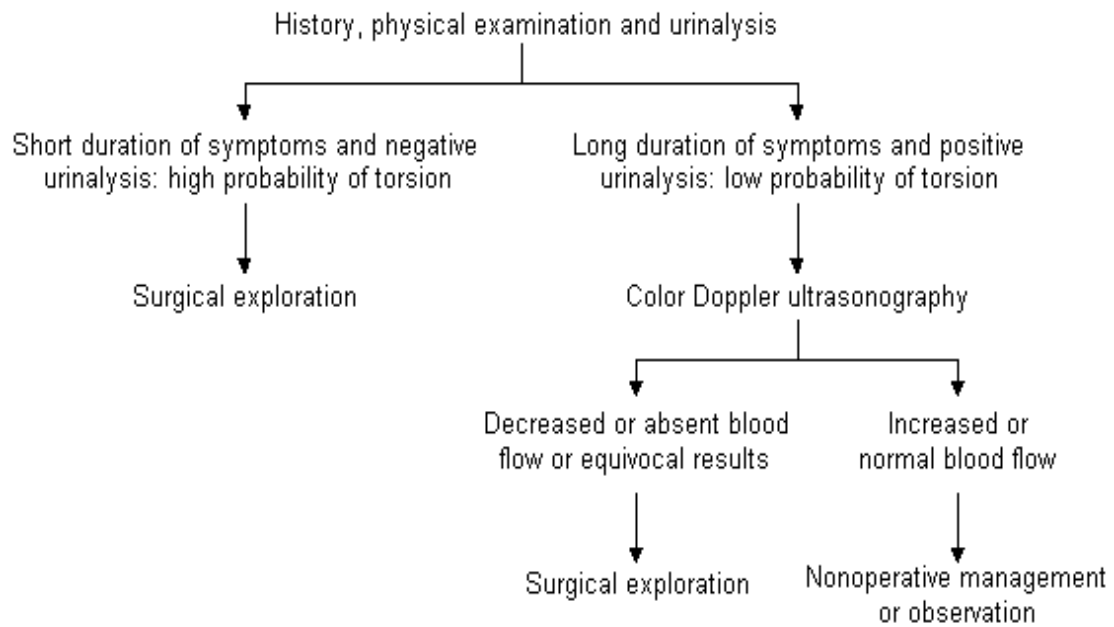 History, physical examination and urinalysis
Short duration of symptoms and negative
urinalysis: high probability of torsion
Long duration of symptoms and positive
urinalysis: low probability of torsion
Surgical exploration
Color Doppler ultrasonography
Decreased or absent blood
flow or equivocal results
Increased or
normal blood flow
Surgical exploration
Nonoperative management
or observation